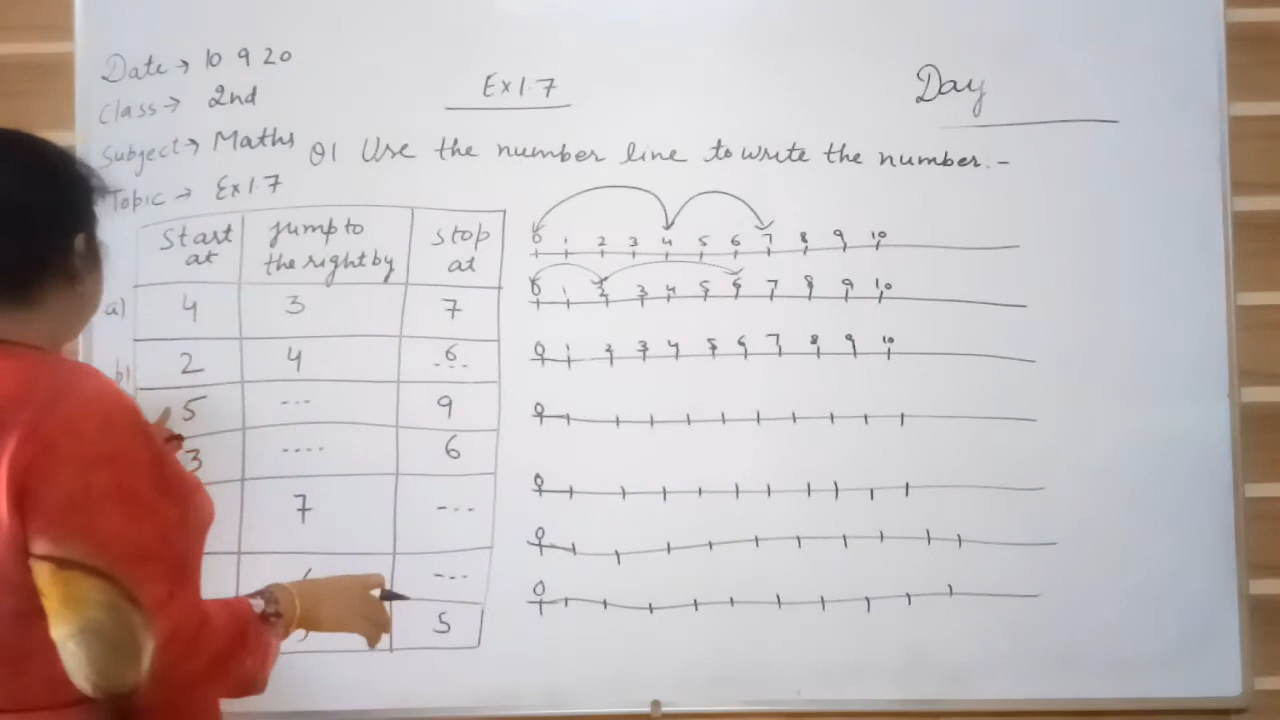 Date → 10 9 20
Class → 2nd
Subject → Maths
Topic → Ex 1.7
Ex 1.7
Day
Q1 Use the number line to write the number.-
Start at | Jump to the right by | Stop at
a) 4 | 3 | 7
b) 2 | 4 | 6
5 | --- | 9
3 | ---- | 6
7 | ----
---
5
0 1 2 3 4 5 6 7 8 9 10
0 1 2 3 4 5 6 7 8 9 10
0 1 2 3 4 5 6 7 8 9 10
0
0
0
0